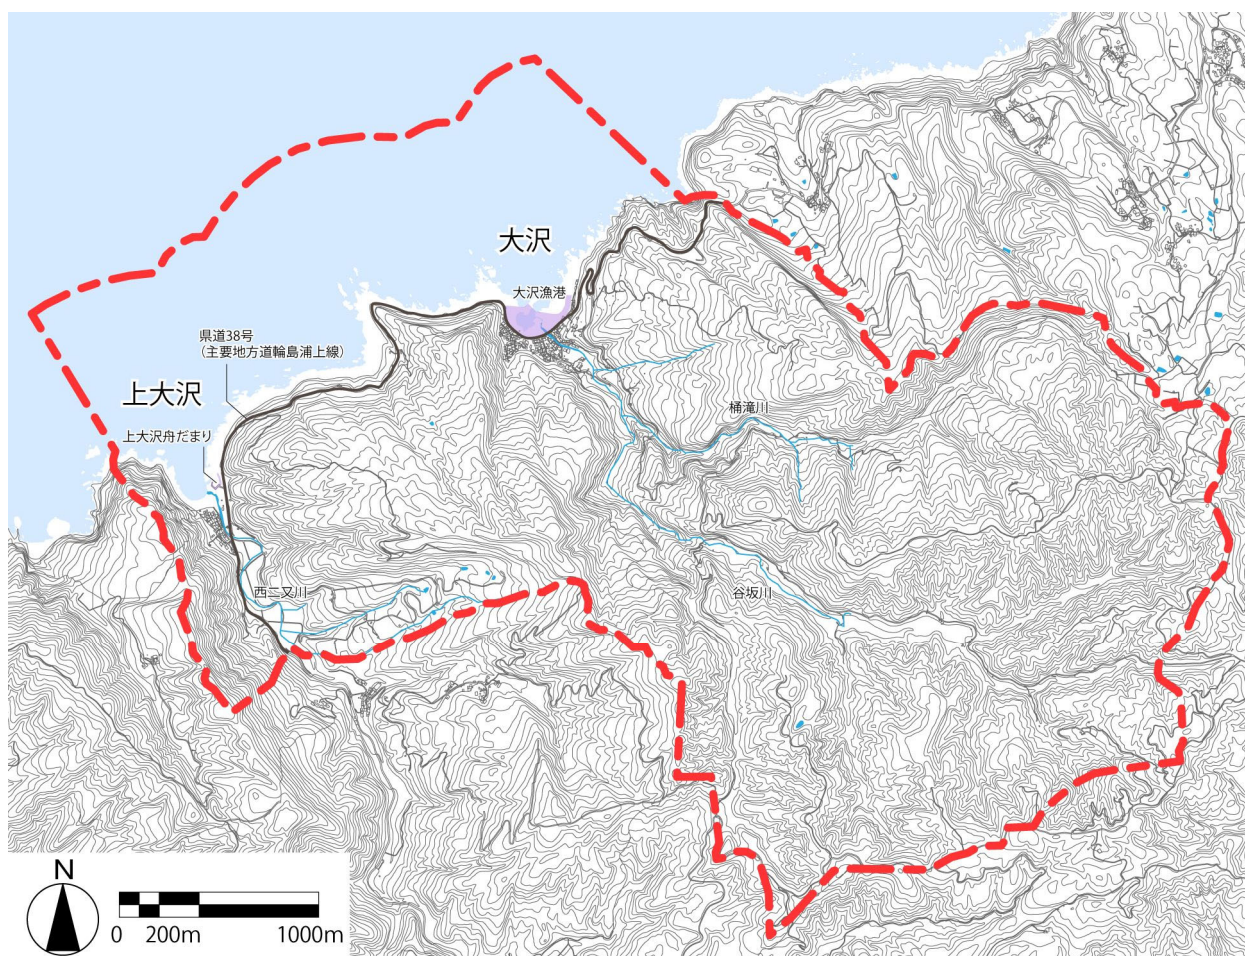 大沢
大沢漁港
県道38号
（主要地方道輪島浦上線）
上大沢
上大沢舟だまり
桶滝川
西二又川
谷坂川
N
0 200m 1000m